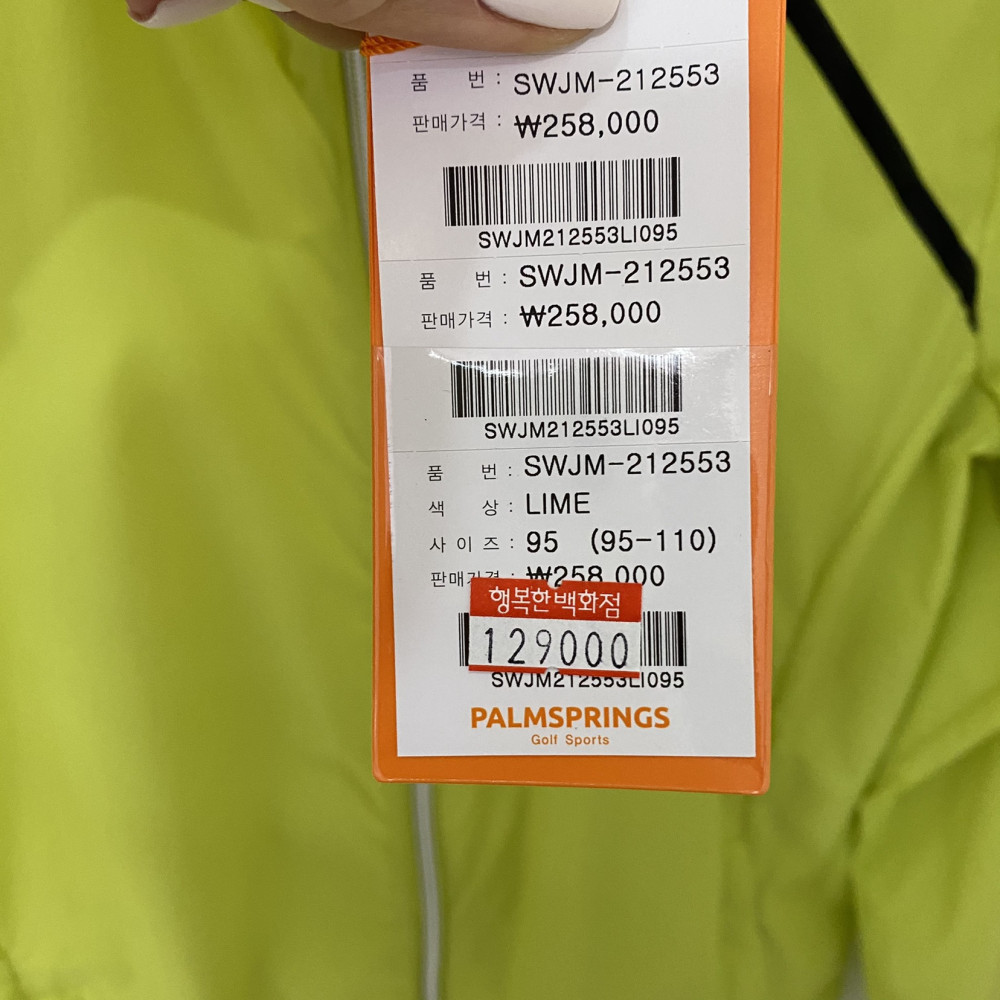 품 번 : SWJM-212553
판매가격 : ₩258,000
SWJM212553LI095
품 번 : SWJM-212553
판매가격 : ₩258,000
SWJM212553LI095
품 번 : SWJM-212553
색 상 : LIME
사 이 즈 : 95 (95-110)
판매가격 : ₩258,000
행복한백화점
129000
SWJM212553LI095
PALMSPRINGS
Golf Sports